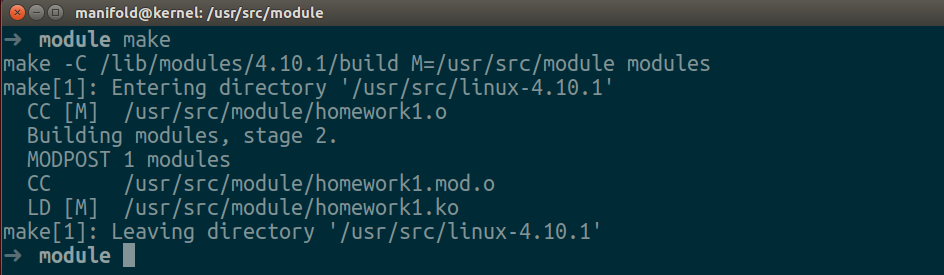 manifold@kernel: /usr/src/module
➜  module make
make -C /lib/modules/4.10.1/build M=/usr/src/module modules
make[1]: Entering directory '/usr/src/linux-4.10.1'
  CC [M]  /usr/src/module/homework1.o
  Building modules, stage 2.
  MODPOST 1 modules
  CC      /usr/src/module/homework1.mod.o
  LD [M]  /usr/src/module/homework1.ko
make[1]: Leaving directory '/usr/src/linux-4.10.1'
➜  module